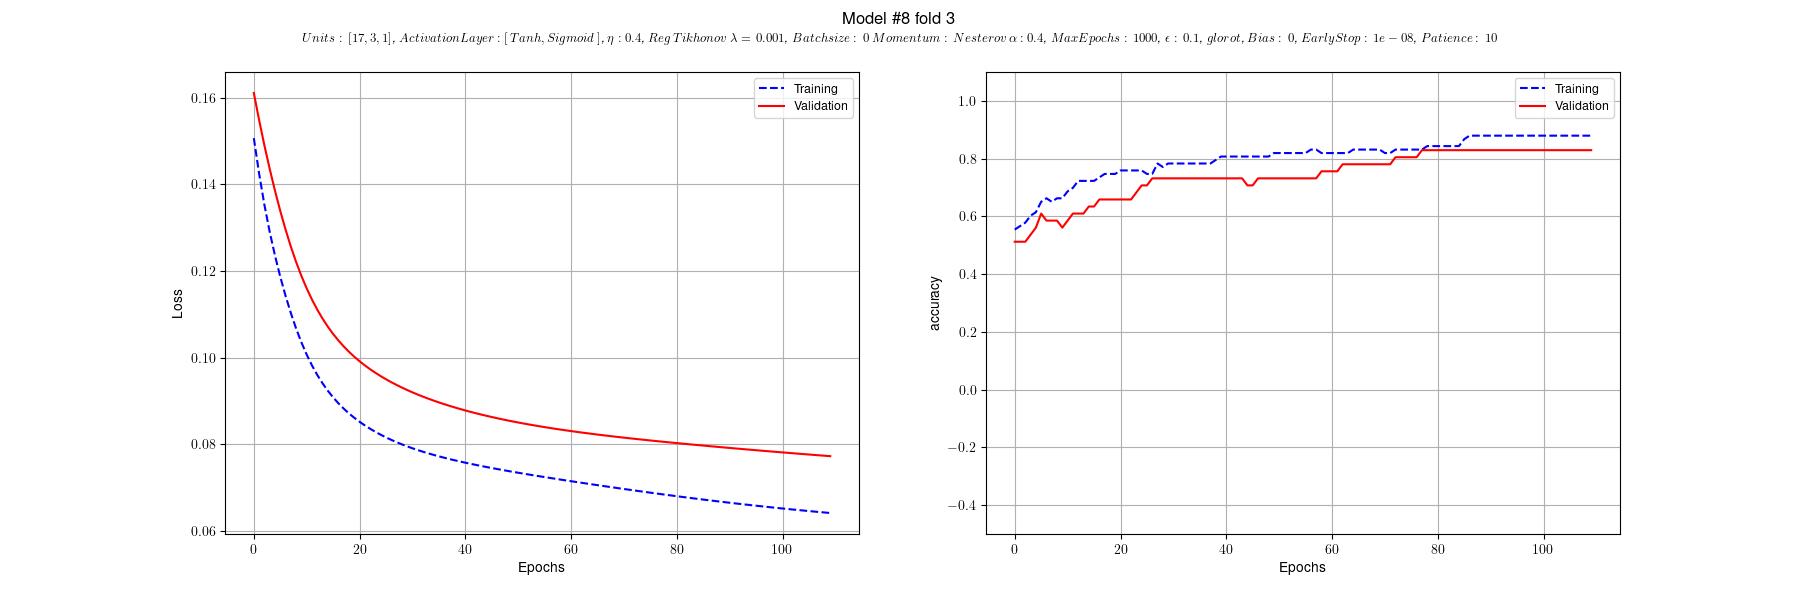 Model #8 fold 3
Units : [17, 3, 1], ActivationLayer : [ Tanh, Sigmoid ], η : 0.4, Reg Tikhonov λ = 0.001, Batchsize : 0 Momentum : Nesterov α : 0.4, MaxEpochs : 1000, ϵ : 0.1, glorot, Bias : 0, EarlyStop : 1e − 08, Patience : 10
Loss
0.16
0.14
0.12
0.10
0.08
0.06
0 20 40 60 80 100
Epochs
Training
Validation
accuracy
1.0
0.8
0.6
0.4
0.2
0.0
−0.2
−0.4
0 20 40 60 80 100
Epochs
Training
Validation